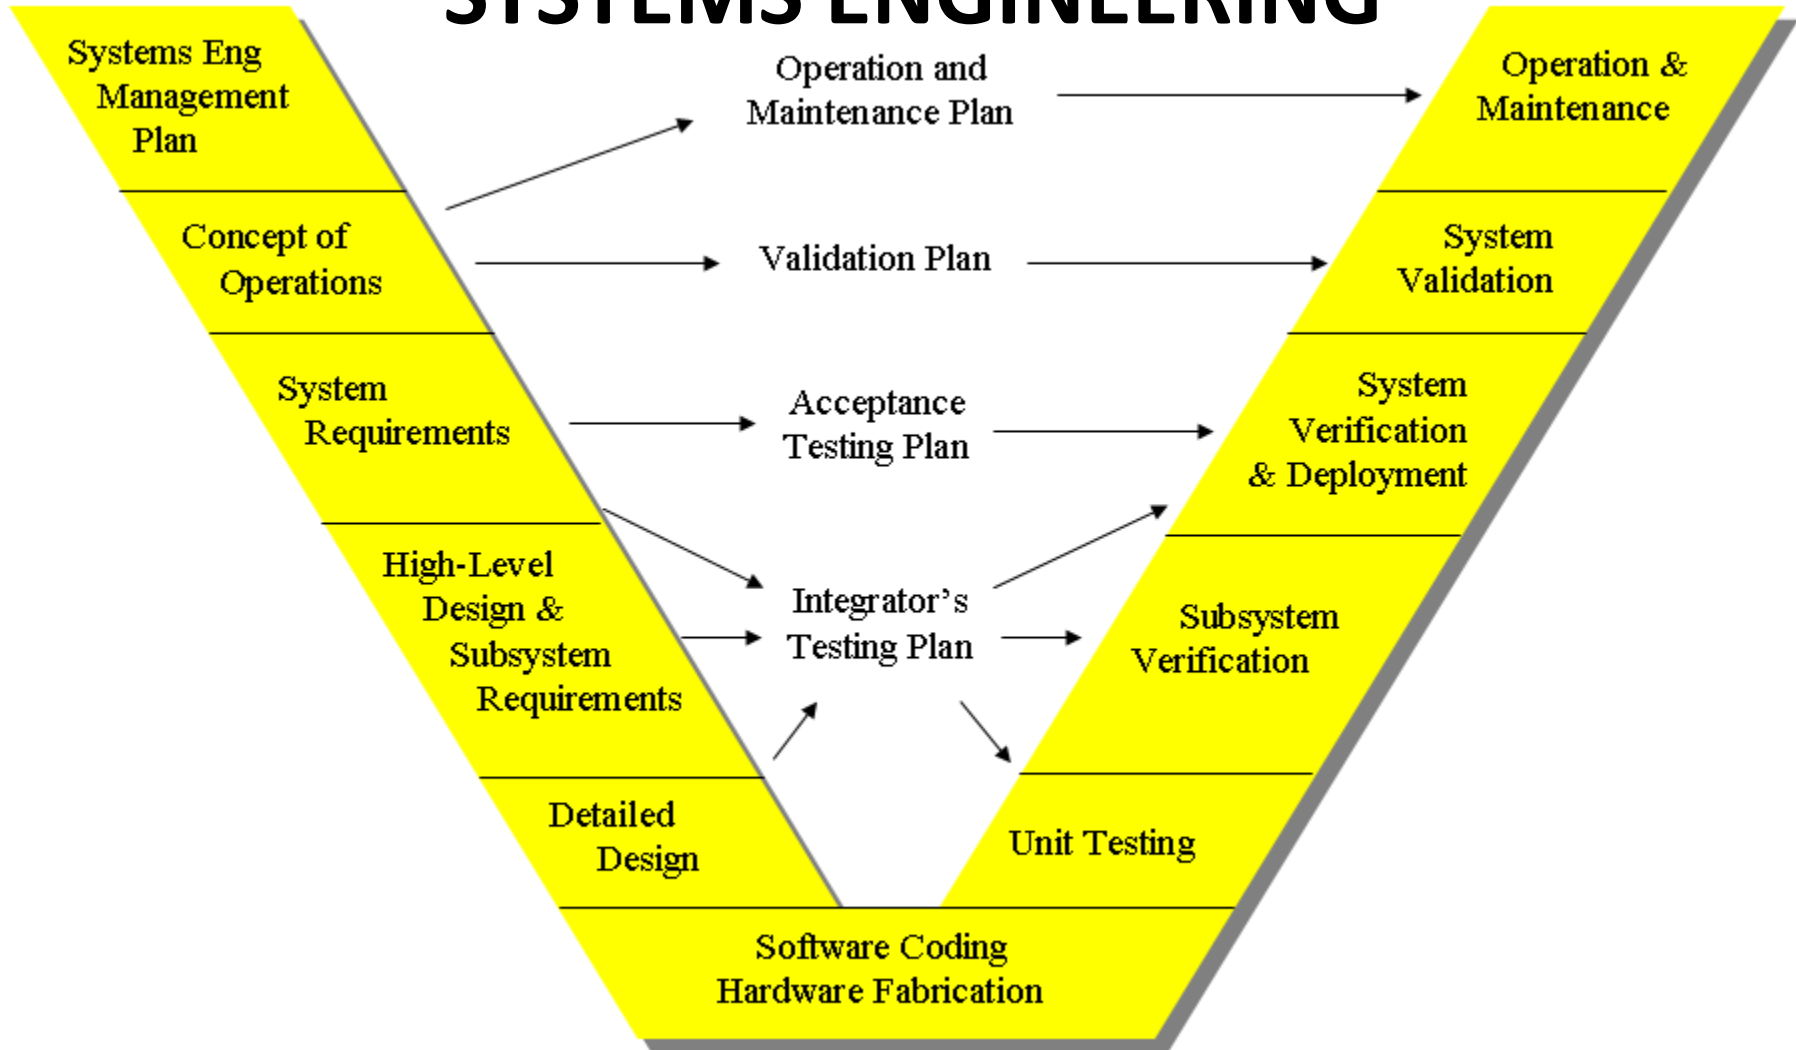 SYSTEMS ENGINEERING
Systems Eng
Management
Plan
Operation and
Maintenance Plan
Operation &
Maintenance
Concept of
Operations
Validation Plan
System
Validation
System
Requirements
Acceptance
Testing Plan
System
Verification
& Deployment
High-Level
Design &
Subsystem
Requirements
Integrator’s
Testing Plan
Subsystem
Verification
Detailed
Design
Unit Testing
Software Coding
Hardware Fabrication